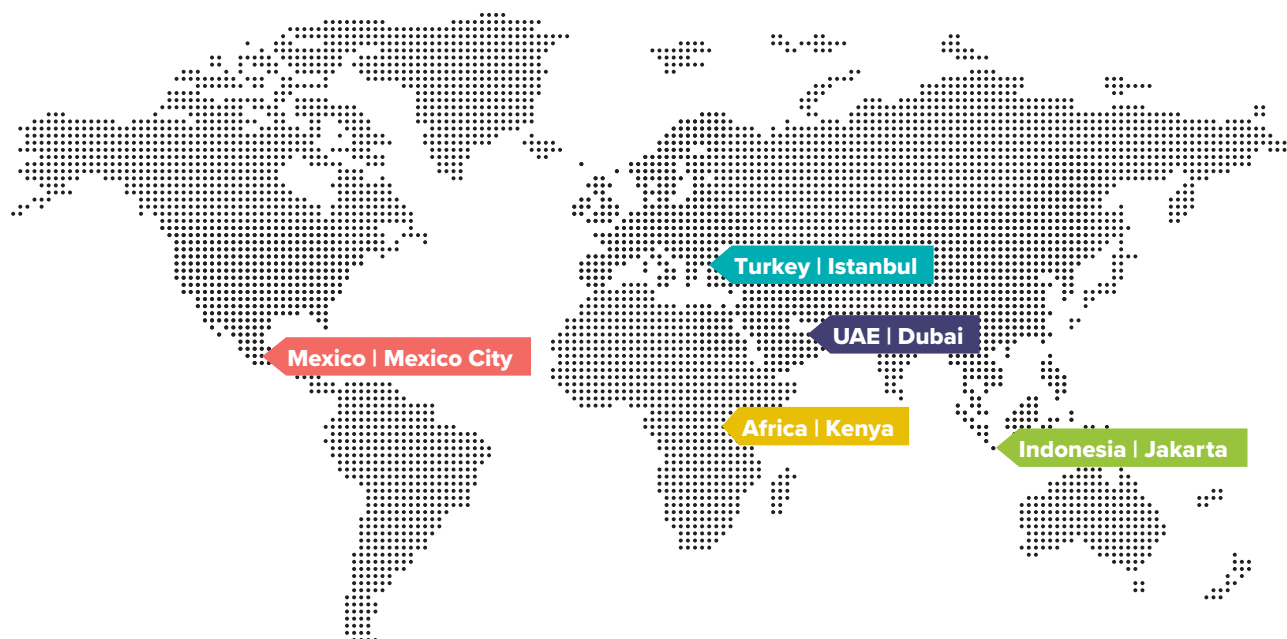 Turkey | Istanbul
UAE | Dubai
Mexico | Mexico City
Africa | Kenya
Indonesia | Jakarta